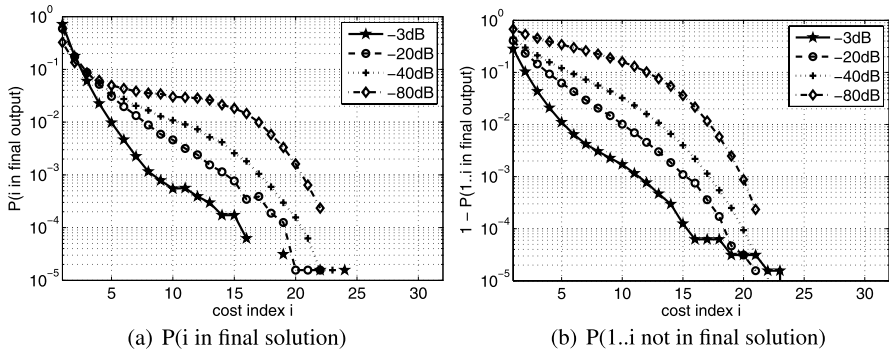 10^0
10^-1
10^-2
10^-3
10^-4
10^-5
P(i in final output)
5 10 15 20 25 30
cost index i
-3dB
-20dB
-40dB
-80dB
(a) P(i in final solution)
10^0
10^-1
10^-2
10^-3
10^-4
10^-5
1 - P(1..i in final output)
5 10 15 20 25 30
cost index i
-3dB
-20dB
-40dB
-80dB
(b) P(1..i not in final solution)